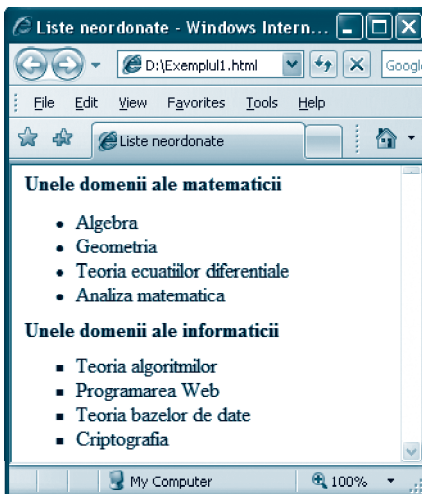 Liste neordonate - Windows Intern...
D:\Exemplul1.html
Googl
File Edit View Favorites Tools Help
Liste neordonate
Unele domenii ale matematicii
• Algebra
• Geometria
• Teoria ecuatiilor diferentiale
• Analiza matematica
Unele domenii ale informaticii
▪ Teoria algoritmilor
▪ Programarea Web
▪ Teoria bazelor de date
▪ Criptografia
My Computer 100%